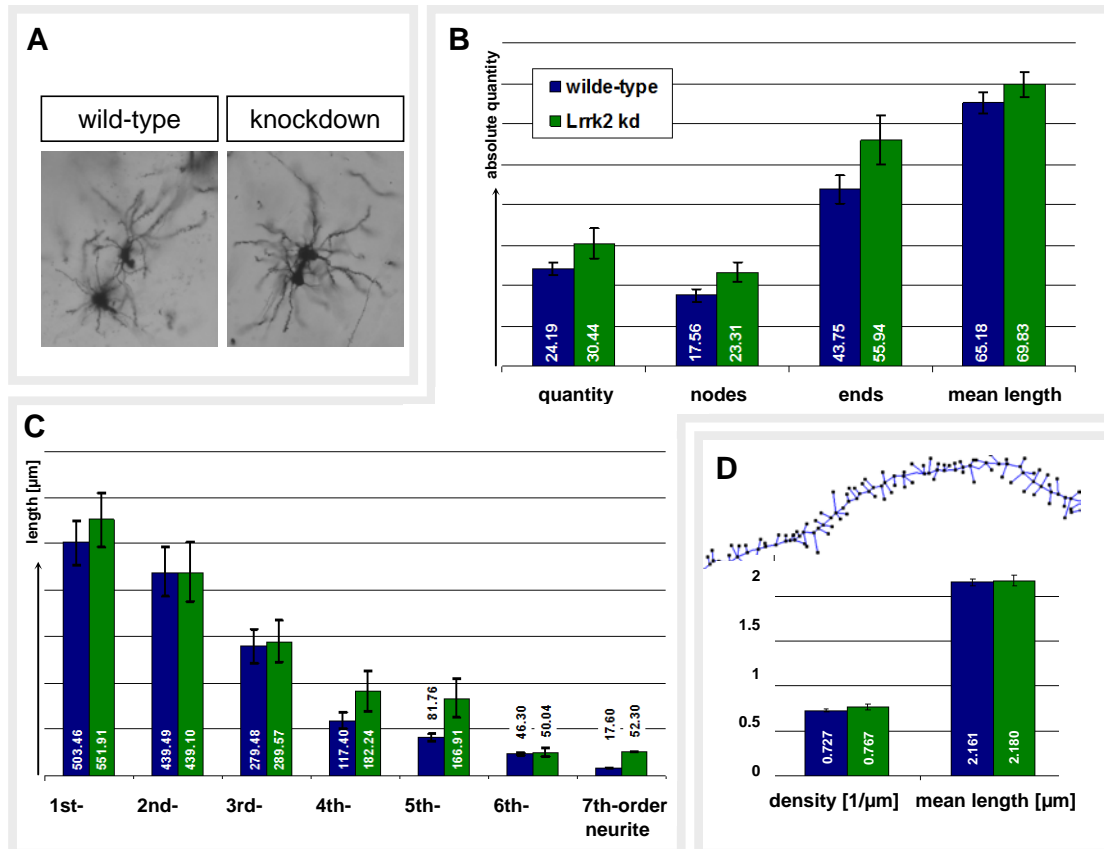 A
wild-type
knockdown
B
absolute quantity
wilde-type
Lrrk2 kd
24.19
30.44
17.56
23.31
43.75
55.94
65.18
69.83
quantity
nodes
ends
mean length
C
length [µm]
503.46
551.91
439.49
439.10
279.48
289.57
117.40
182.24
81.76
166.91
46.30
50.04
17.60
52.30
1st-
2nd-
3rd-
4th-
5th-
6th-
7th-order
neurite
D
2
1.5
1
0.5
0
0.727
0.767
2.161
2.180
density [1/µm]
mean length [µm]